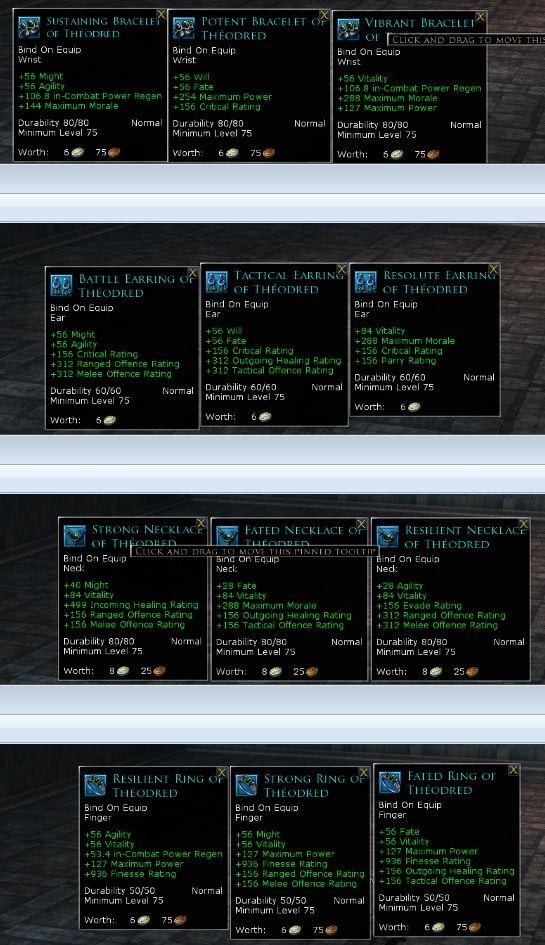 SUSTAINING BRACELET
OF THÉODRED
Bind On Equip
Wrist
+56 Might
+56 Agility
+106.8 in-Combat Power Regen
+144 Maximum Morale
Durability 80/80 Normal
Minimum Level 75
Worth: 6 75
POTENT BRACELET OF
THÉODRED
Bind On Equip
Wrist
+56 Will
+56 Fate
+254 Maximum Power
+156 Critical Rating
Durability 80/80 Normal
Minimum Level 75
Worth: 6 75
VIBRANT BRACELET
OF
CLICK AND DRAG TO MOVE THIS
Bind On Equip
Wrist
+56 Vitality
+106.8 in-Combat Power Regen
+288 Maximum Morale
+127 Maximum Power
Durability 80/80 Normal
Minimum Level 75
Worth: 6 75
BATTLE EARRING OF
THÉODRED
Bind On Equip
Ear
+56 Might
+56 Agility
+156 Critical Rating
+312 Ranged Offence Rating
+312 Melee Offence Rating
Durability 60/60 Normal
Minimum Level 75
Worth: 6
TACTICAL EARRING
OF THÉODRED
Bind On Equip
Ear
+56 Will
+56 Fate
+156 Critical Rating
+312 Outgoing Healing Rating
+312 Tactical Offence Rating
Durability 60/60 Normal
Minimum Level 75
Worth: 6
RESOLUTE EARRING
OF THÉODRED
Bind On Equip
Ear
+84 Vitality
+288 Maximum Morale
+156 Critical Rating
+156 Parry Rating
Durability 60/60 Normal
Minimum Level 75
Worth: 6
STRONG NECKLACE
OF THÉODRED
Bind On Equip
Neck
+40 Might
+84 Vitality
+499 Incoming Healing Rating
+156 Ranged Offence Rating
+156 Melee Offence Rating
Durability 80/80 Normal
Minimum Level 75
Worth: 8 25
CLICK AND DRAG TO MOVE THIS PINNED TOOLTIP
FATED NECKLACE OF
THÉODRED
Bind On Equip
Neck
+28 Fate
+84 Vitality
+288 Maximum Morale
+156 Outgoing Healing Rating
+156 Tactical Offence Rating
Durability 80/80 Normal
Minimum Level 75
Worth: 8 25
RESILIENT NECKLACE
OF THÉODRED
Bind On Equip
Neck
+28 Agility
+84 Vitality
+156 Evade Rating
+312 Ranged Offence Rating
+312 Melee Offence Rating
Durability 80/80 Normal
Minimum Level 75
Worth: 8 25
RESILIENT RING OF
THÉODRED
Bind On Equip
Finger
+56 Agility
+56 Vitality
+53.4 in-Combat Power Regen
+127 Maximum Power
+936 Finesse Rating
Durability 50/50 Normal
Minimum Level 75
Worth: 6 75
STRONG RING OF
THÉODRED
Bind On Equip
Finger
+56 Might
+56 Vitality
+127 Maximum Power
+936 Finesse Rating
+156 Ranged Offence Rating
+156 Melee Offence Rating
Durability 50/50 Normal
Minimum Level 75
Worth: 6 75
FATED RING OF
THÉODRED
Bind On Equip
Finger
+56 Fate
+56 Vitality
+127 Maximum Power
+936 Finesse Rating
+156 Outgoing Healing Rating
+156 Tactical Offence Rating
Durability 50/50 Normal
Minimum Level 75
Worth: 6 75